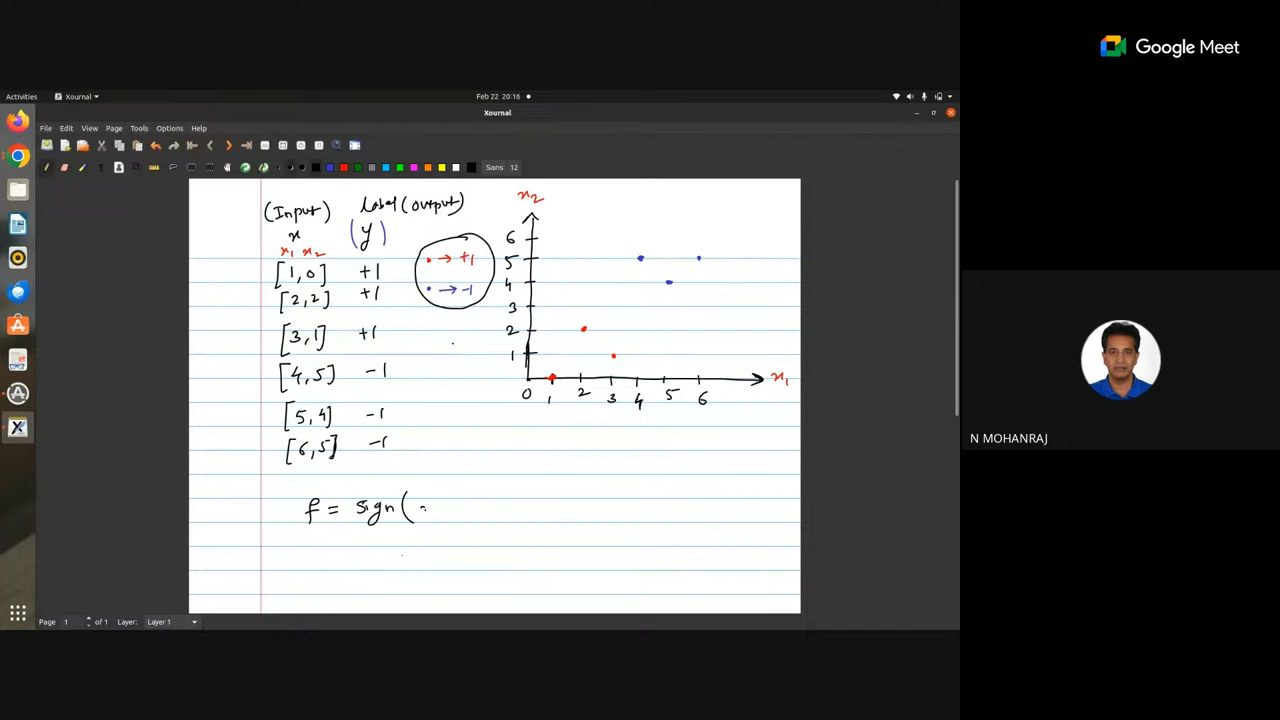 Google Meet
Activities
Xournal
Feb 22 20:16
Xournal
File Edit View Page Tools Options Help
Sans 12
(Input) Label (output)
x (y)
x1 x2
[1,0] +1
[2,2] +1
[3,1] +1
[4,5] -1
[5,4] -1
[6,5] -1
→ +1
→ -1
x2
6
5
4
3
2
1
0 1 2 3 4 5 6
x1
f = sign (
Page 1 of 1 Layer: Layer 1
N MOHANRAJ